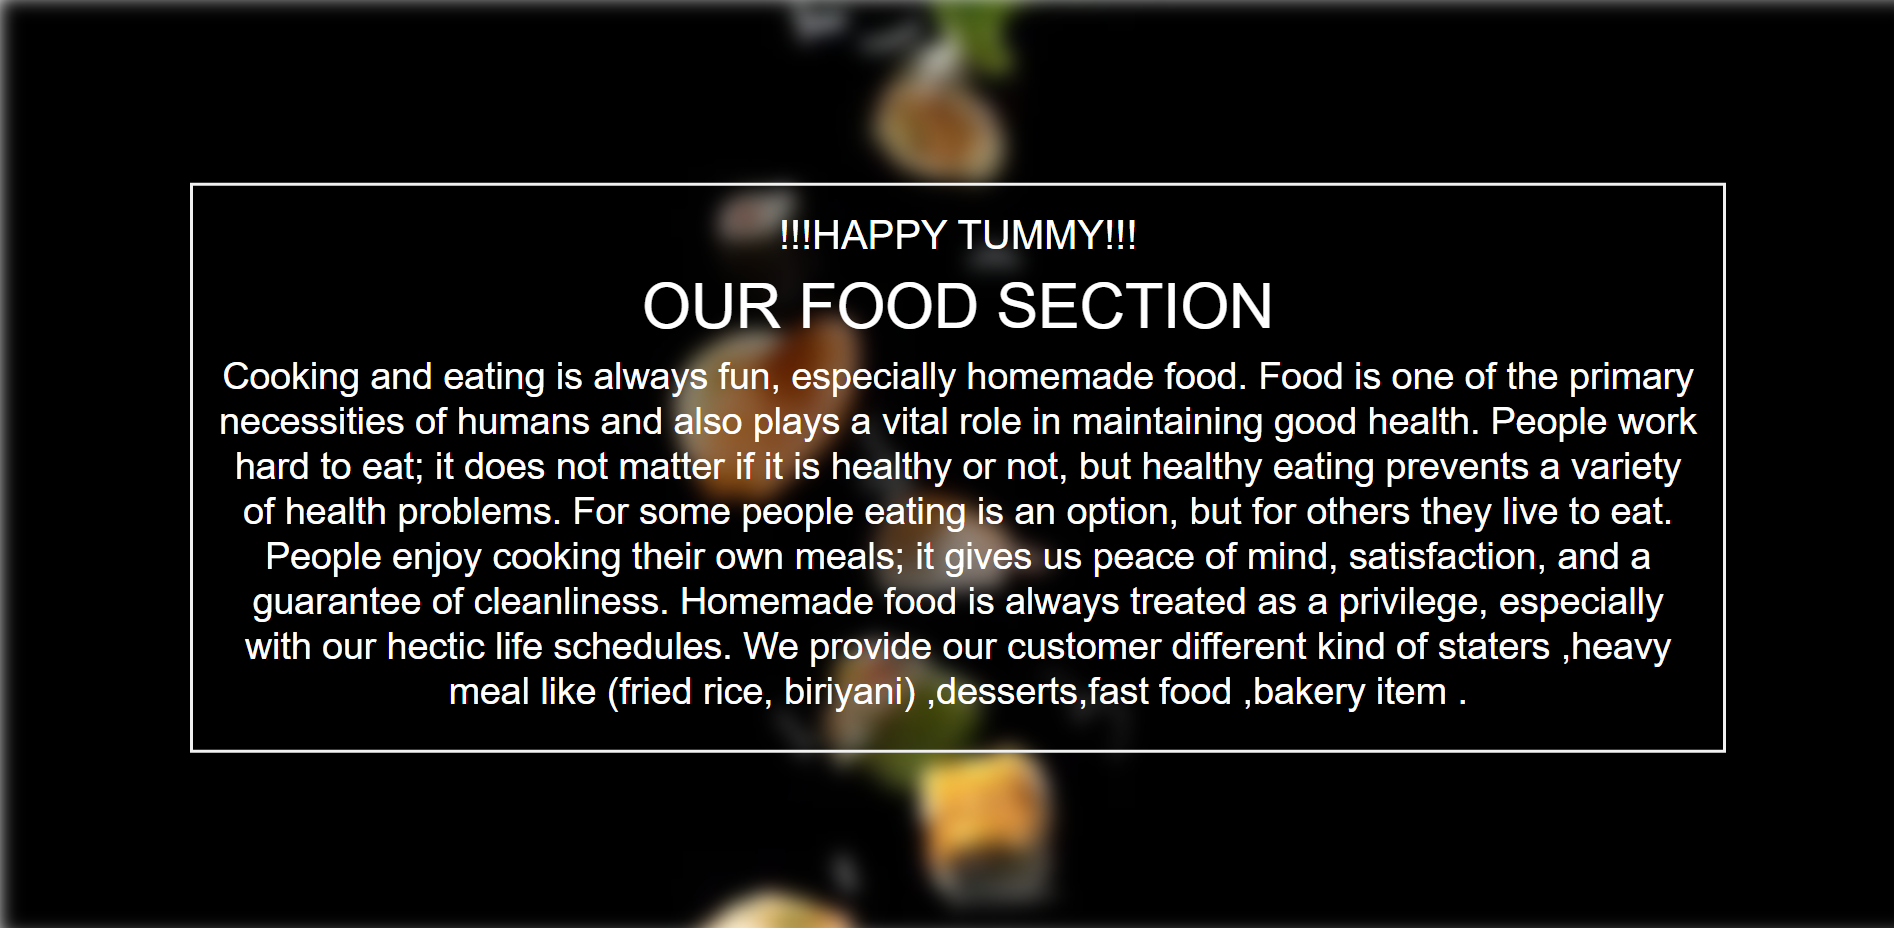 !!!HAPPY TUMMY!!!
OUR FOOD SECTION
Cooking and eating is always fun, especially homemade food. Food is one of the primary
necessities of humans and also plays a vital role in maintaining good health. People work
hard to eat; it does not matter if it is healthy or not, but healthy eating prevents a variety
of health problems. For some people eating is an option, but for others they live to eat.
People enjoy cooking their own meals; it gives us peace of mind, satisfaction, and a
guarantee of cleanliness. Homemade food is always treated as a privilege, especially
with our hectic life schedules. We provide our customer different kind of staters ,heavy
meal like (fried rice, biriyani) ,desserts,fast food ,bakery item .